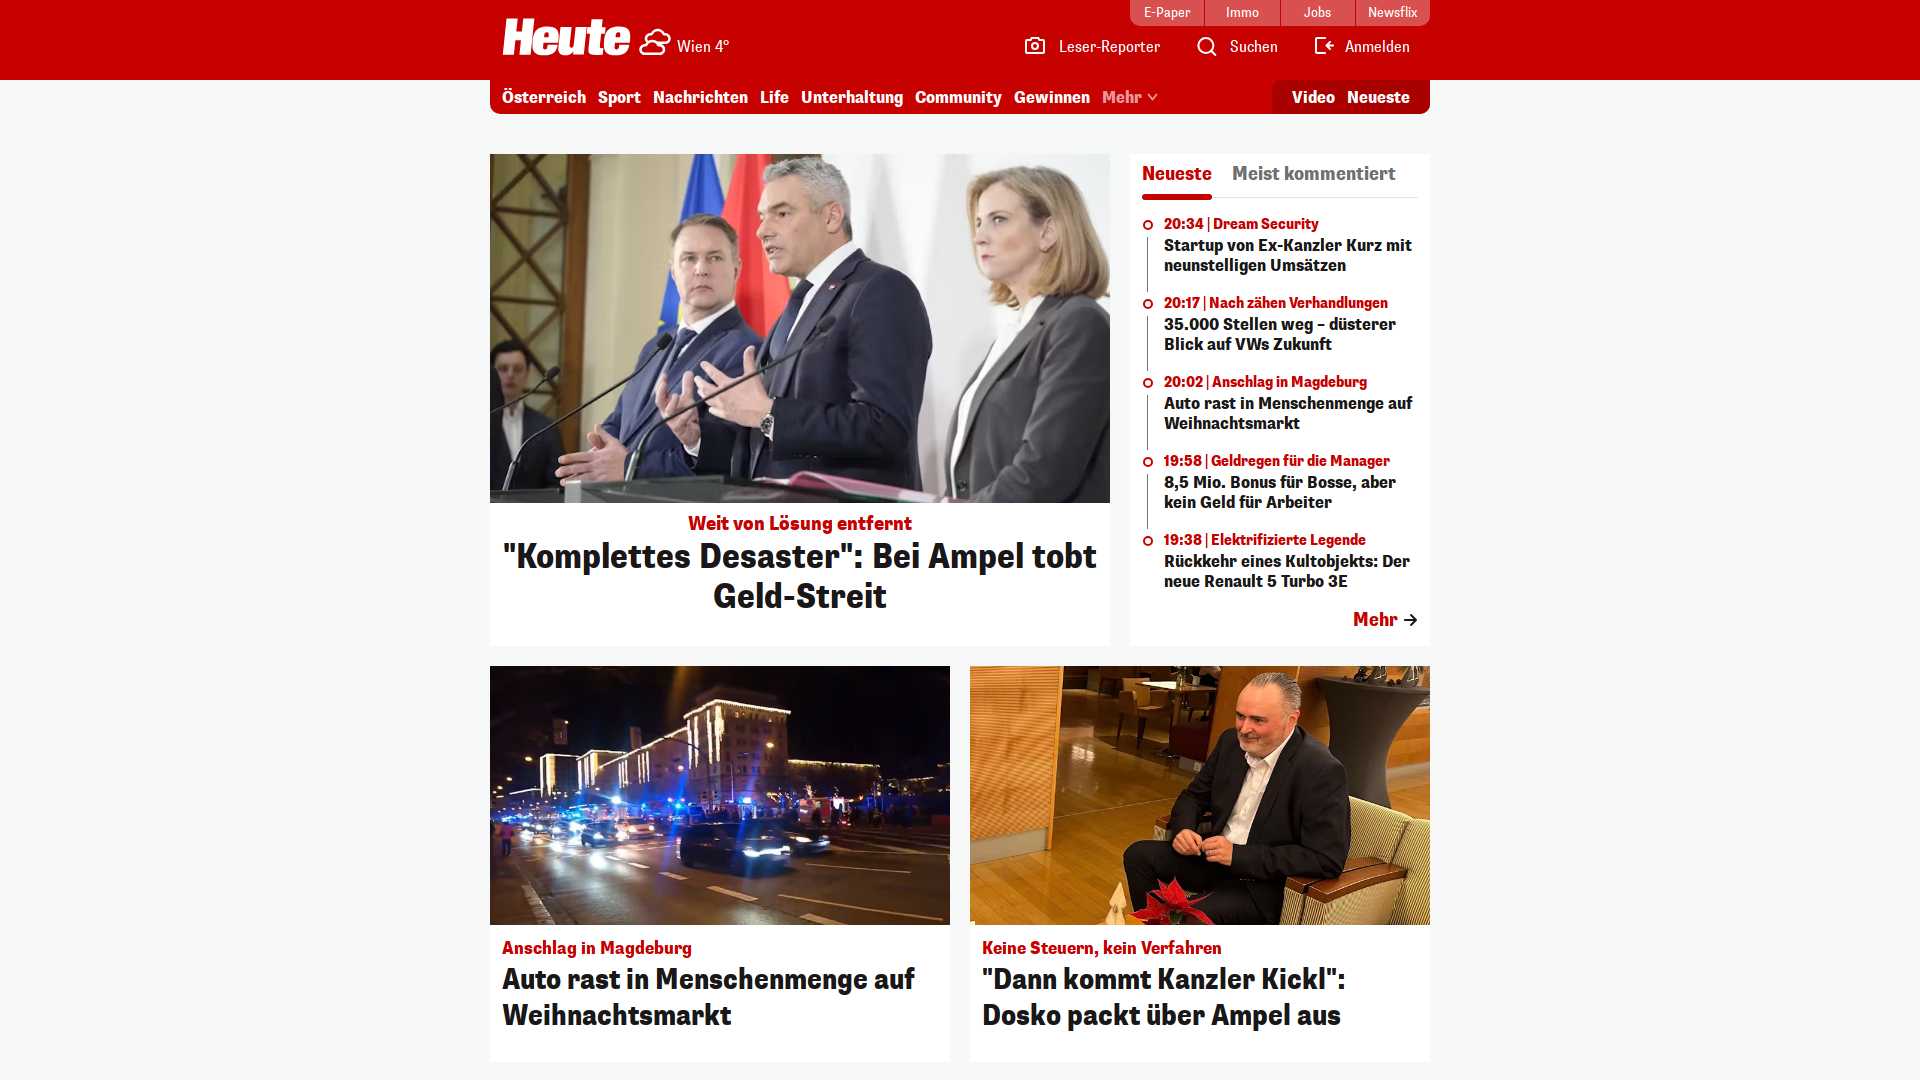 E-Paper
Immo
Jobs
Newsflix
Heute
Wien 4°
Leser-Reporter
Suchen
Anmelden
Österreich
Sport
Nachrichten
Life
Unterhaltung
Community
Gewinnen
Mehr
Video
Neueste
Weit von Lösung entfernt
"Komplettes Desaster": Bei Ampel tobt
Geld-Streit
Neueste
Meist kommentiert
20:34 | Dream Security
Startup von Ex-Kanzler Kurz mit
neunstelligen Umsätzen
20:17 | Nach zähen Verhandlungen
35.000 Stellen weg – düsterer
Blick auf VWs Zukunft
20:02 | Anschlag in Magdeburg
Auto rast in Menschenmenge auf
Weihnachtsmarkt
19:58 | Geldregen für die Manager
8,5 Mio. Bonus für Bosse, aber
kein Geld für Arbeiter
19:38 | Elektrifizierte Legende
Rückkehr eines Kultobjekts: Der
neue Renault 5 Turbo 3E
Mehr
Anschlag in Magdeburg
Auto rast in Menschenmenge auf
Weihnachtsmarkt
Keine Steuern, kein Verfahren
"Dann kommt Kanzler Kickl":
Dosko packt über Ampel aus